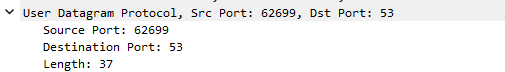 User Datagram Protocol, Src Port: 62699, Dst Port: 53
Source Port: 62699
Destination Port: 53
Length: 37